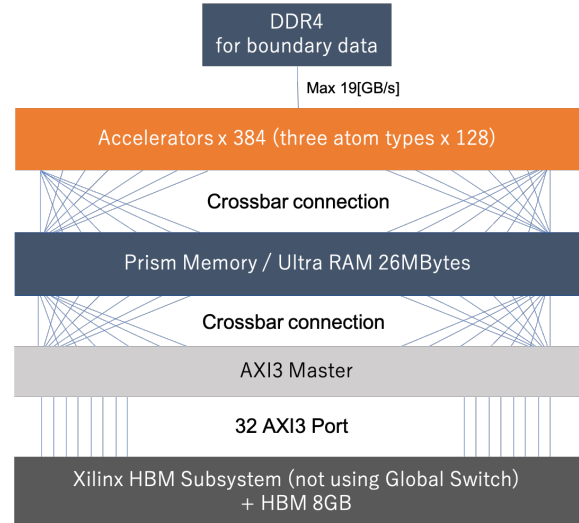 DDR4
for boundary data
Max 19[GB/s]
Accelerators x 384 (three atom types x 128)
Crossbar connection
Prism Memory / Ultra RAM 26MBytes
Crossbar connection
AXI3 Master
32 AXI3 Port
Xilinx HBM Subsystem (not using Global Switch)
+ HBM 8GB